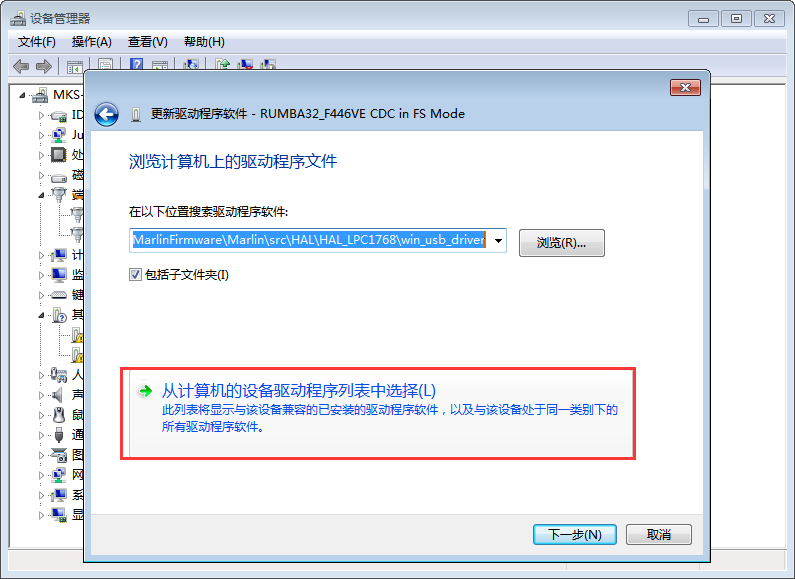 设备管理器
文件(F) 操作(A) 查看(V) 帮助(H)
MKS-
ID
Ju
处
磁
端
计
监
键
其
人
声
鼠
通
图
网
系
显
更新驱动程序软件 - RUMBA32_F446VE CDC in FS Mode
浏览计算机上的驱动程序文件
在以下位置搜索驱动程序软件:
MarlinFirmware\Marlin\src\HAL\HAL_LPC1768\win_usb_driver
浏览(R)...
包括子文件夹(I)
从计算机的设备驱动程序列表中选择(L)
此列表将显示与该设备兼容的已安装的驱动程序软件，以及与该设备处于同一类别下的
所有驱动程序软件。
下一步(N) 取消